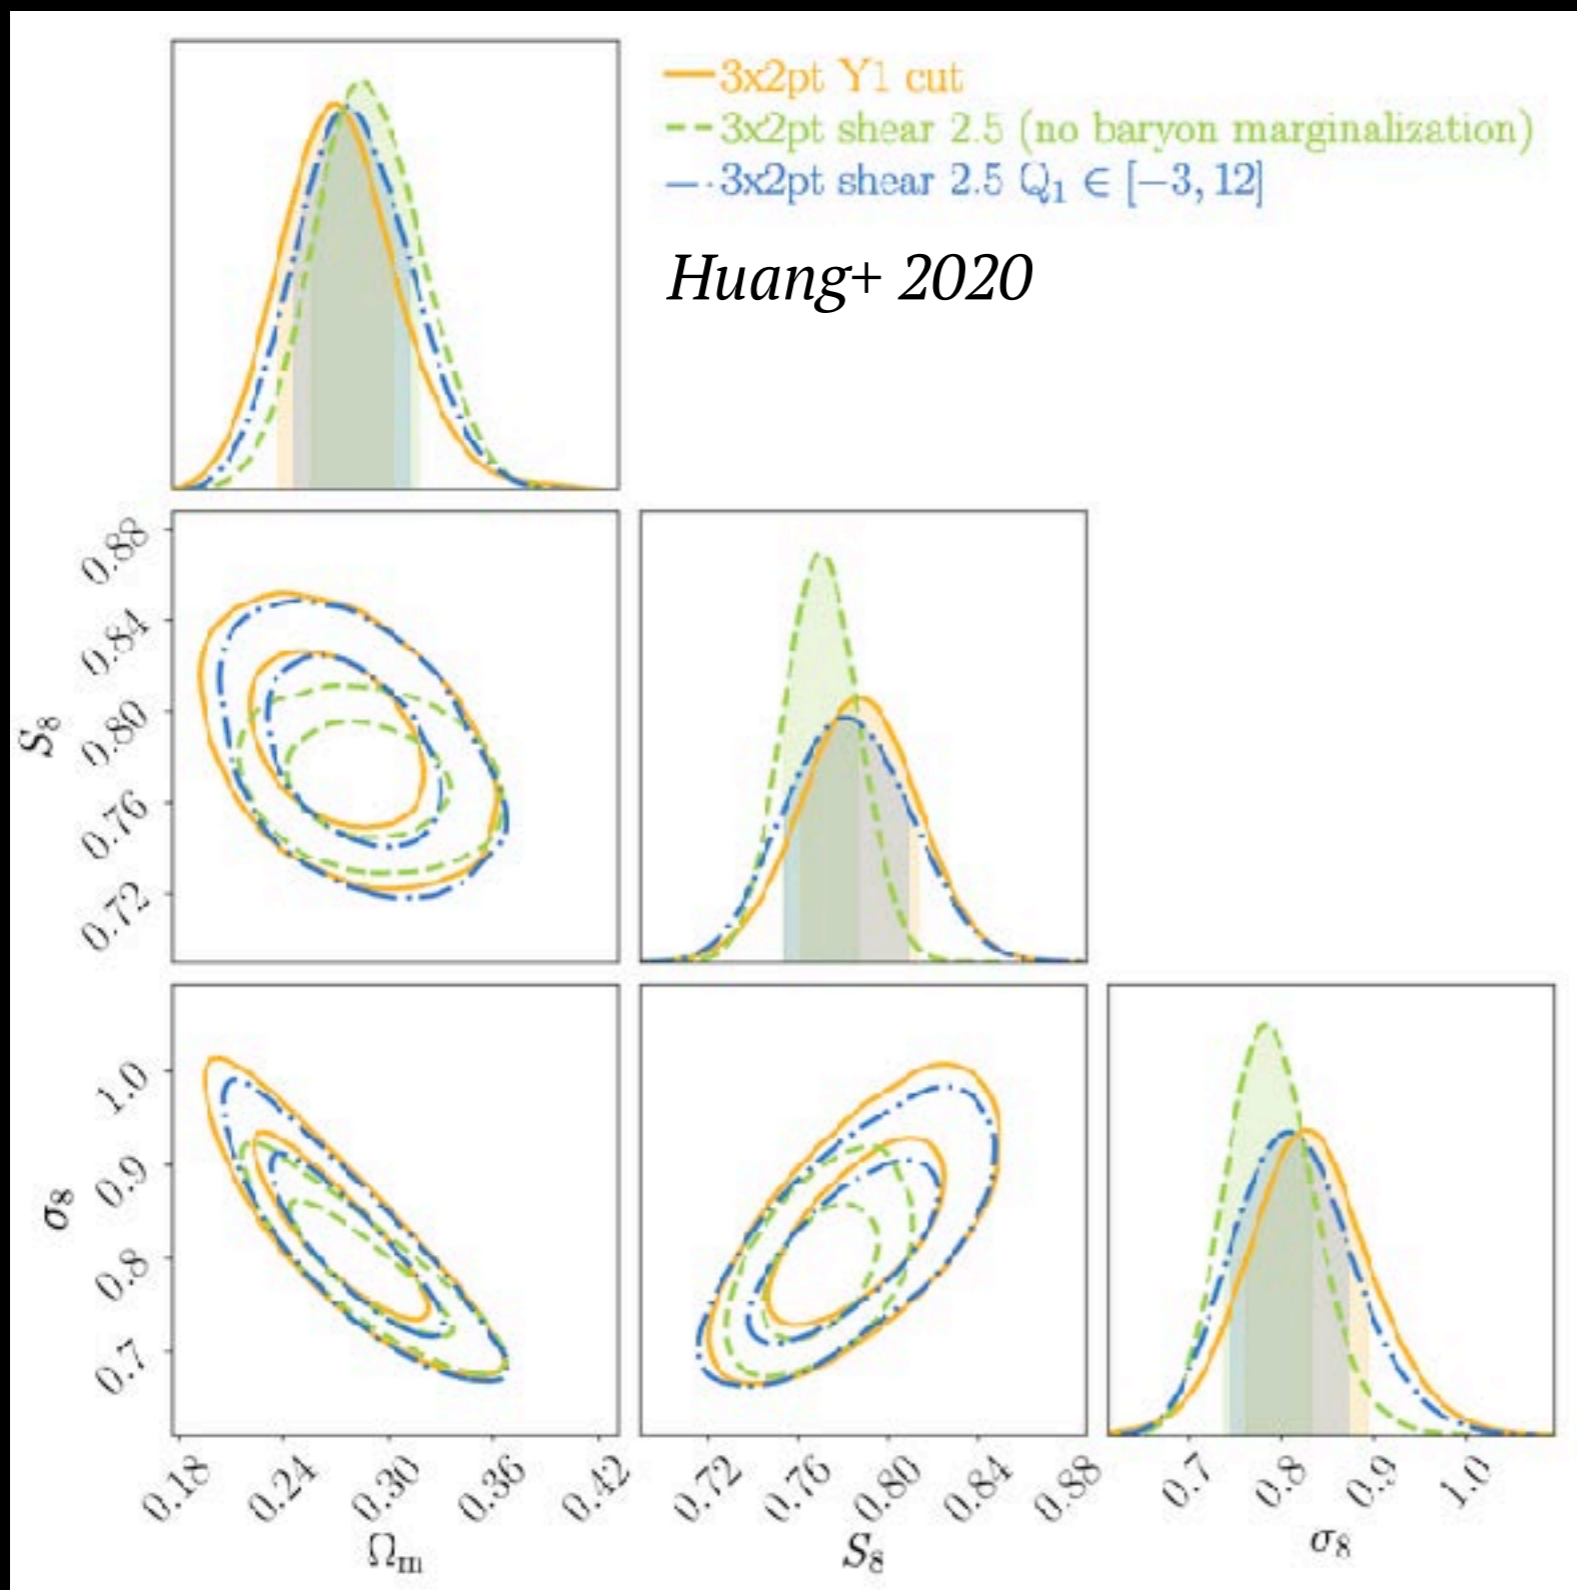 3x2pt Y1 cut
3x2pt shear 2.5 (no baryon marginalization)
3x2pt shear 2.5 Q₁ ∈ [−3, 12]
Huang+ 2020
0.88
0.84
0.80
0.76
0.72
S₈
1.0
0.9
0.8
0.7
σ₈
0.18 0.24 0.30 0.36 0.42
Ωₘ
0.72 0.76 0.80 0.84 0.88
S₈
0.7 0.8 0.9 1.0
σ₈